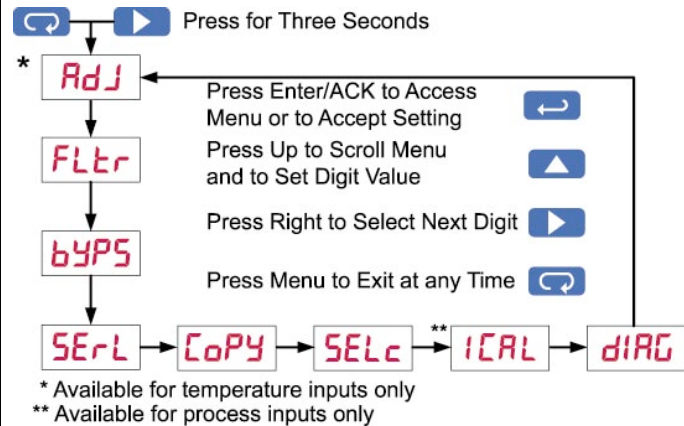 Press for Three Seconds
* AdJ
Press Enter/ACK to Access
Menu or to Accept Setting
FLtr
Press Up to Scroll Menu
and to Set Digit Value
Press Right to Select Next Digit
bYPS
Press Menu to Exit at any Time
SErL CoPY SELc ** ICAL dIAG
* Available for temperature inputs only
** Available for process inputs only